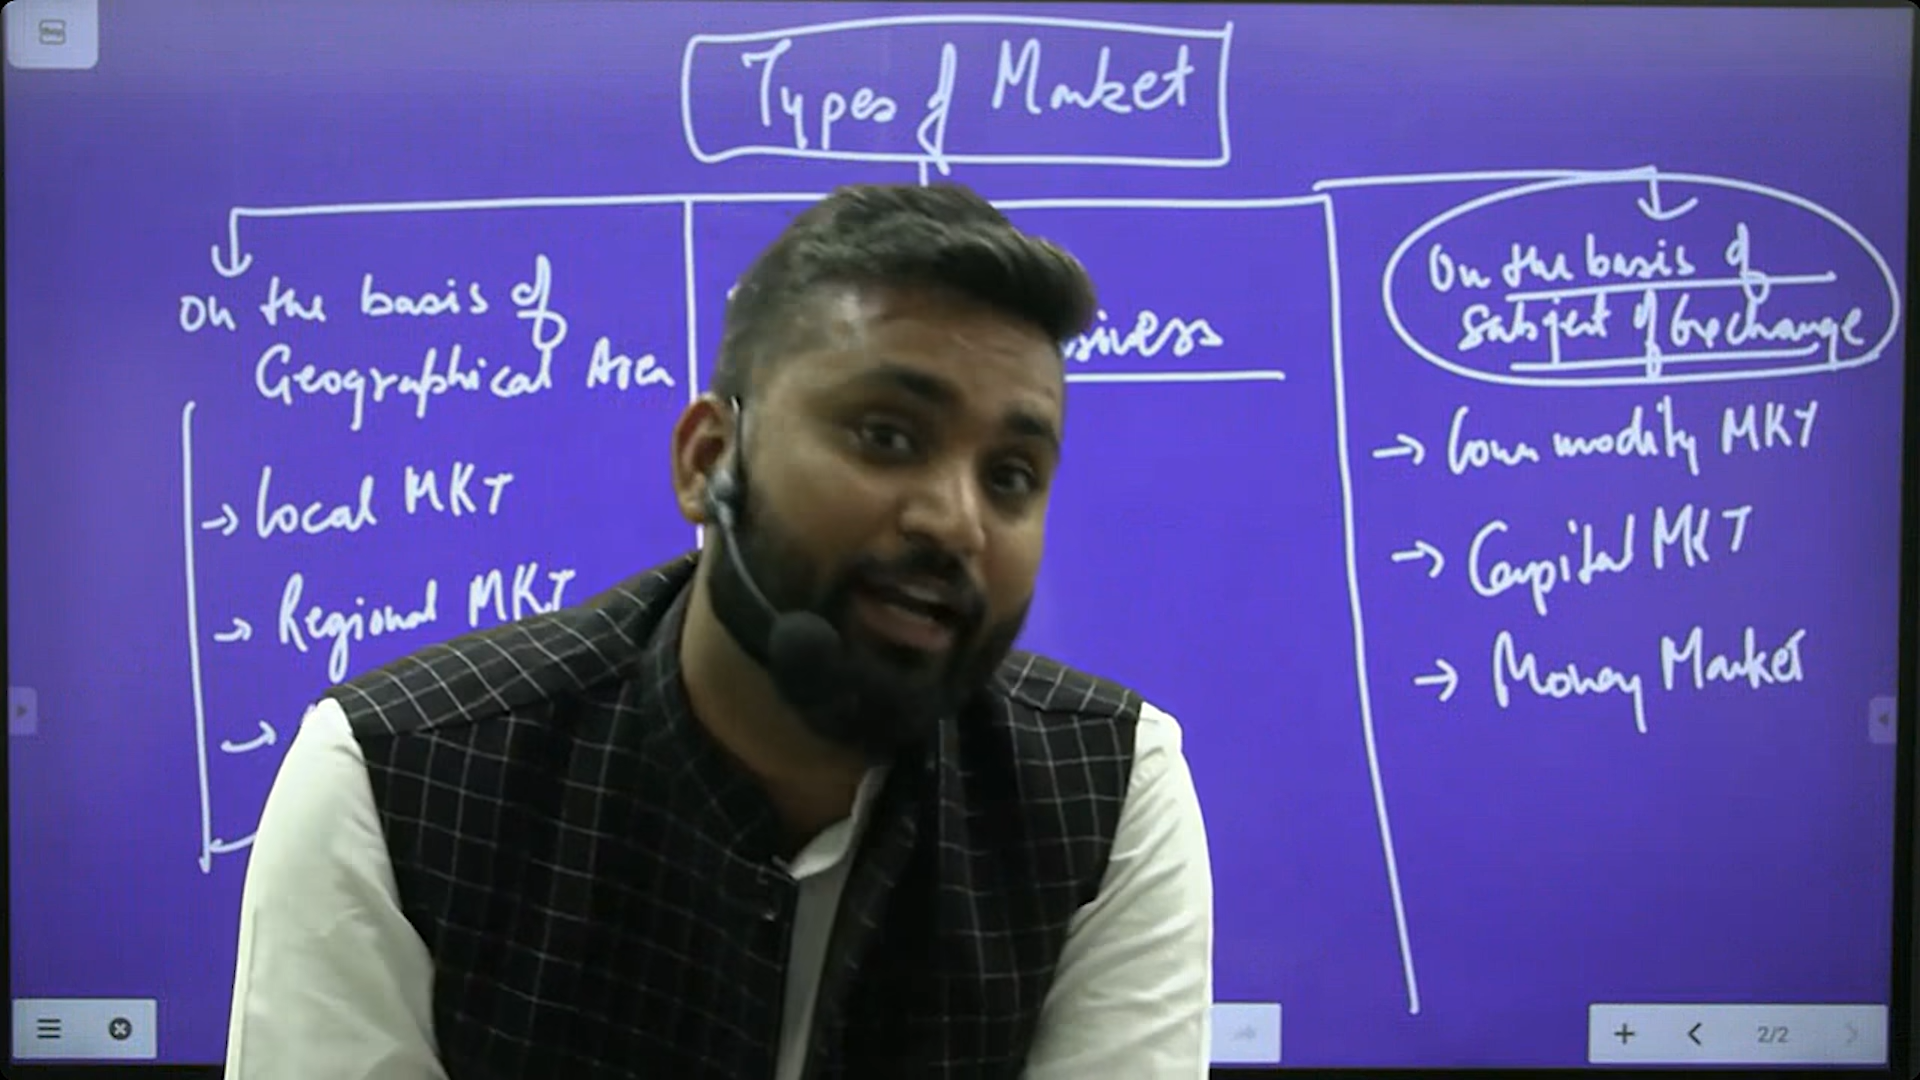 Types of Market
On the basis of
Geographical Area
→ Local MKT
→ Regional MKT
→
On the basis of
Subject of Exchange
→ Commodity MKT
→ Capital MKT
→ Money Market
2/2